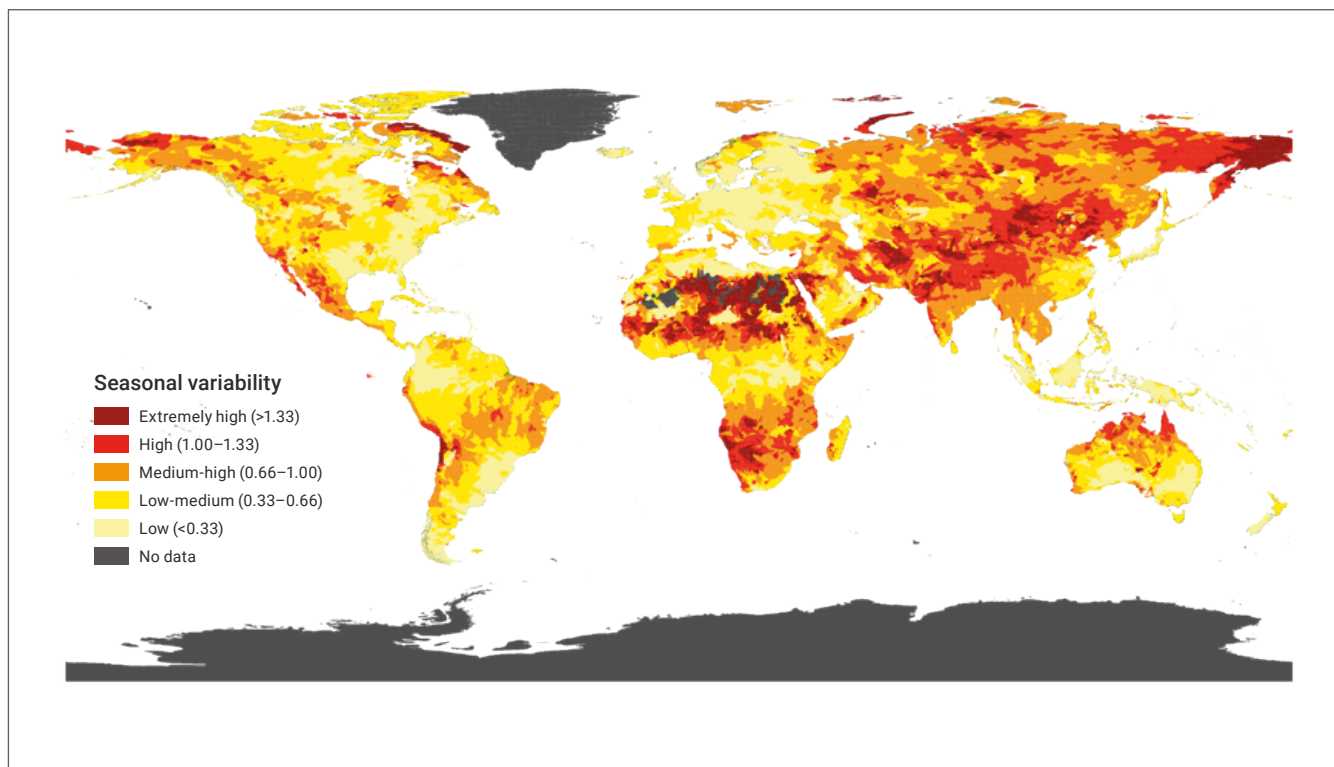 Seasonal variability
Extremely high (>1.33)
High (1.00–1.33)
Medium-high (0.66–1.00)
Low-medium (0.33–0.66)
Low (<0.33)
No data